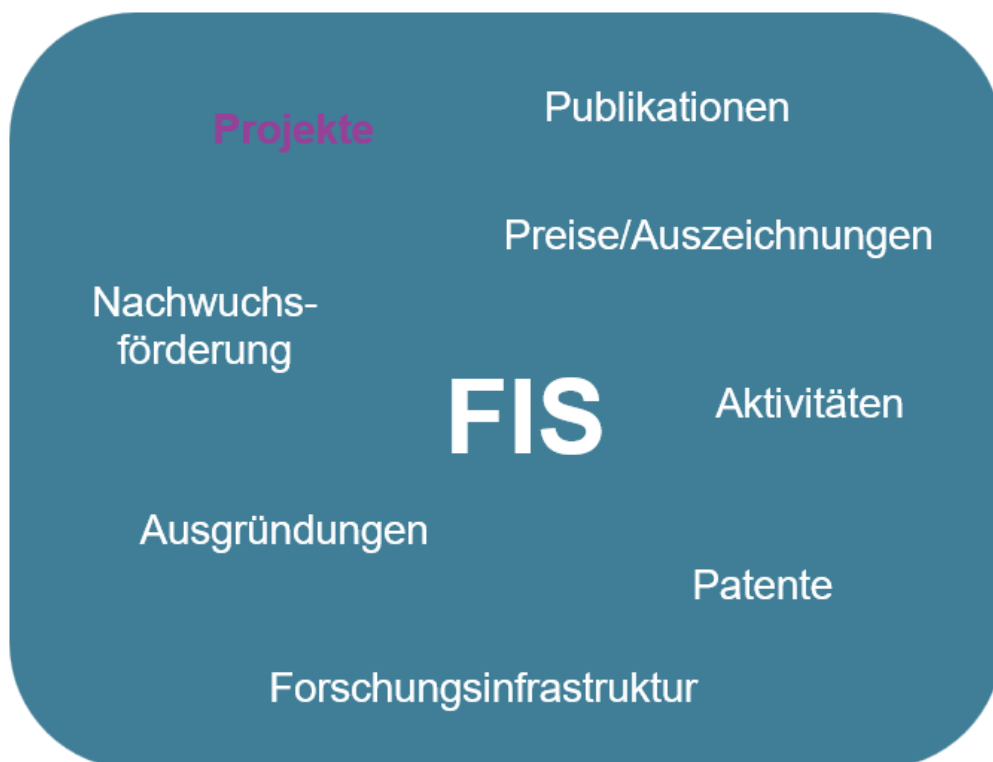 Projekte
Publikationen
Preise/Auszeichnungen
Nachwuchs-
förderung
FIS
Aktivitäten
Ausgründungen
Patente
Forschungsinfrastruktur